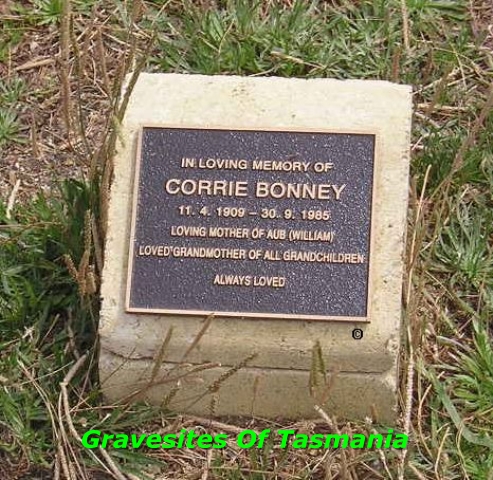 IN LOVING MEMORY OF
CORRIE BONNEY
11. 4. 1909 – 30. 9. 1985
LOVING MOTHER OF AUB (WILLIAM)
LOVED GRANDMOTHER OF ALL GRANDCHILDREN
ALWAYS LOVED
©
Gravesites Of Tasmania